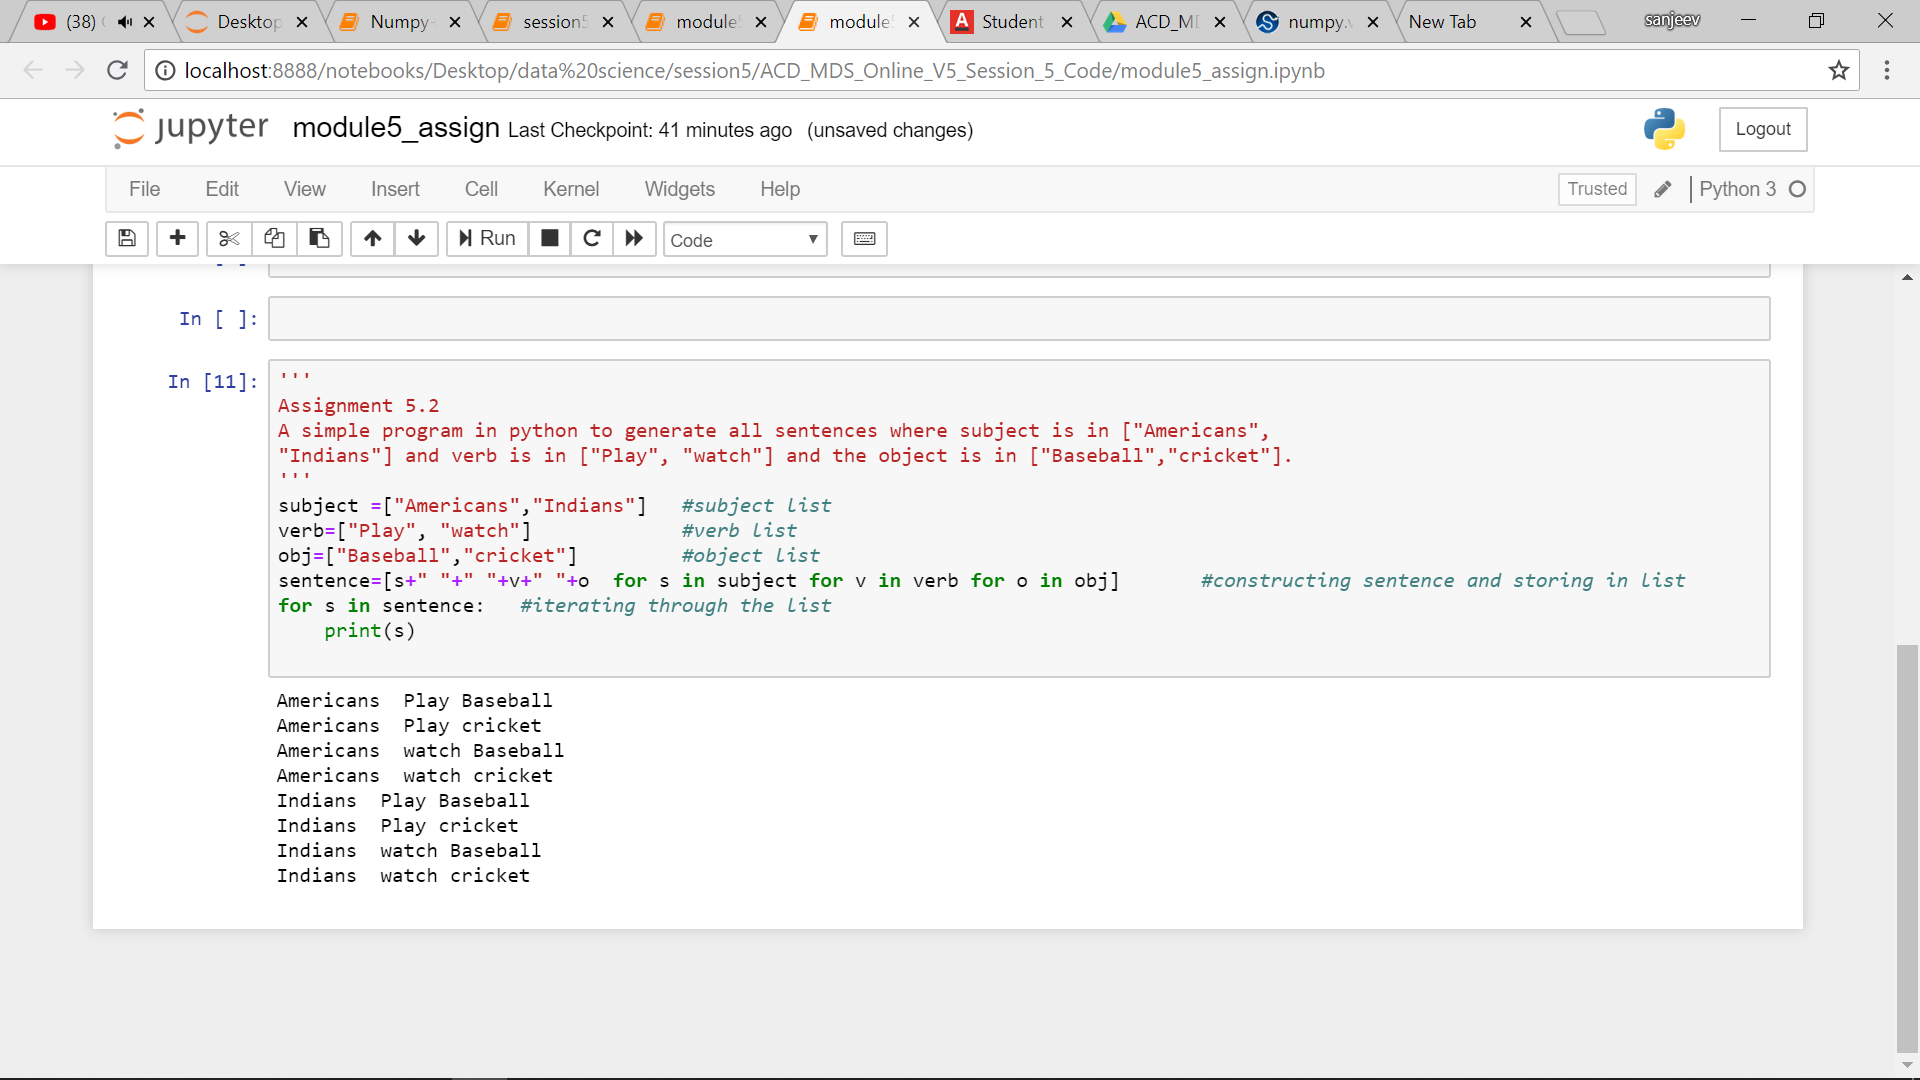 (38)
Desktop
Numpy
session5
module
module5
Student
ACD_M
numpy.
New Tab
sanjeev
localhost:8888/notebooks/Desktop/data%20science/session5/ACD_MDS_Online_V5_Session_5_Code/module5_assign.ipynb
jupyter module5_assign Last Checkpoint: 41 minutes ago (unsaved changes)
Logout
File Edit View Insert Cell Kernel Widgets Help
Trusted Python 3
Run Code
In [ ]:
In [11]:
'''
Assignment 5.2
A simple program in python to generate all sentences where subject is in ["Americans",
"Indians"] and verb is in ["Play", "watch"] and the object is in ["Baseball","cricket"].
'''
subject =["Americans","Indians"]   #subject list
verb=["Play", "watch"]             #verb list
obj=["Baseball","cricket"]         #object list
sentence=[s+" "+" "+v+" "+o  for s in subject for v in verb for o in obj]       #constructing sentence and storing in list
for s in sentence:   #iterating through the list
    print(s)
Americans  Play Baseball
Americans  Play cricket
Americans  watch Baseball
Americans  watch cricket
Indians  Play Baseball
Indians  Play cricket
Indians  watch Baseball
Indians  watch cricket